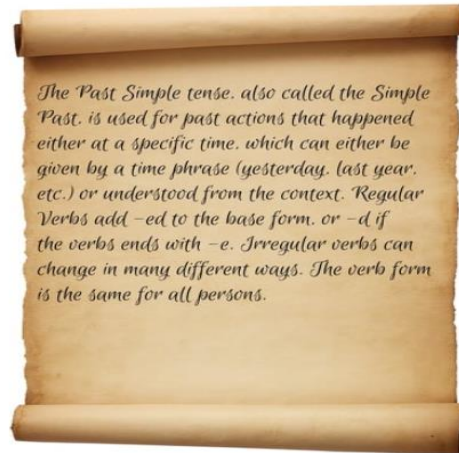 The Past Simple tense. also called the Simple
Past. is used for past actions that happened
either at a specific time. which can either be
given by a time phrase (yesterday. last year.
etc.) or understood from the context. Regular
Verbs add –ed to the base form. or –d if
the verbs ends with –e. Irregular verbs can
change in many different ways. The verb form
is the same for all persons.